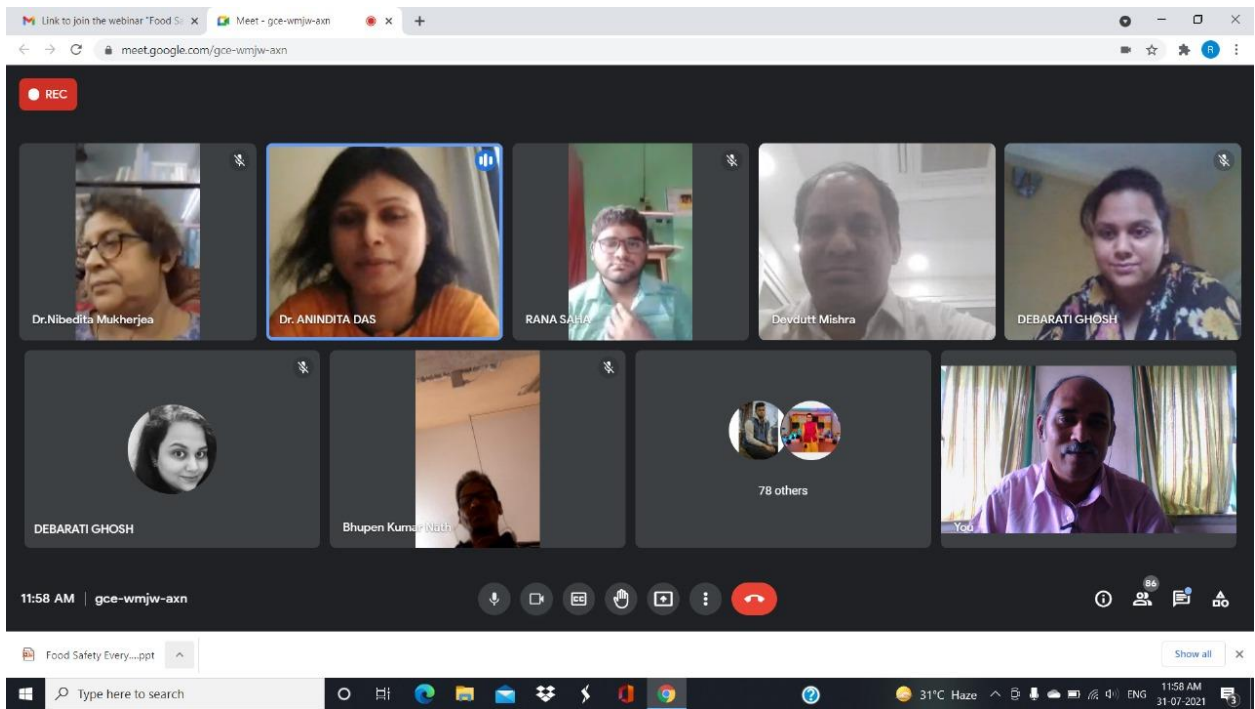 Link to join the webinar "Food Sa
Meet - gce-wmjw-axn
meet.google.com/gce-wmjw-axn
R
REC
Dr.Nibedita Mukherjea
Dr. ANINDITA DAS
RANA SAHA
Devdutt Mishra
DEBARATI GHOSH
DEBARATI GHOSH
Bhupen Kumar Nath
78 others
You
11:58 AM | gce-wmjw-axn
CC
86
Food Safety Every....ppt
Show all
Type here to search
31°C Haze
ENG
11:58 AM
31-07-2021
3